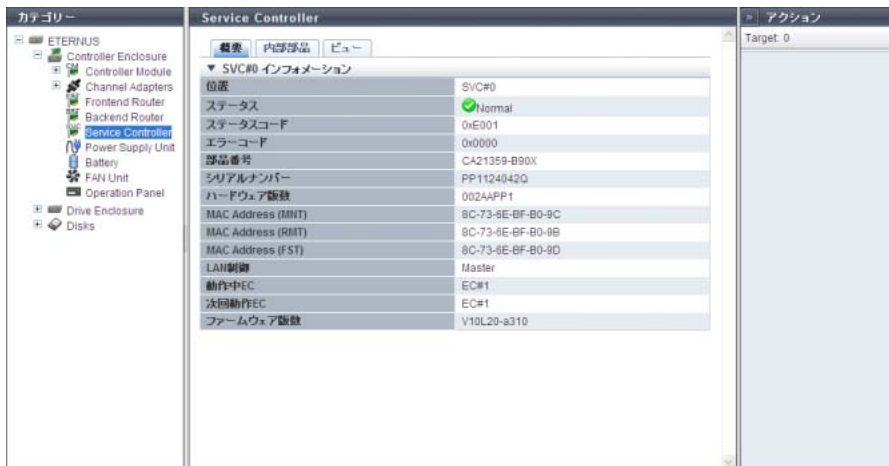 カテゴリー
ETERNUS
Controller Enclosure
Controller Module
Channel Adapters
Frontend Router
Backend Router
Service Controller
Power Supply Unit
Battery
FAN Unit
Operation Panel
Drive Enclosure
Disks
Service Controller
概要 内部部品 ビュー
▼ SVC#0 インフォメーション
位置 SVC#0
ステータス Normal
ステータスコード 0xE001
エラーコード 0x0000
部品番号 CA21359-B90X
シリアルナンバー PP1124042Q
ハードウェア版数 002AAPP1
MAC Address (MNT) 8C-73-6E-BF-B0-9C
MAC Address (RMT) 8C-73-6E-BF-B0-9B
MAC Address (FST) 8C-73-6E-BF-B0-9D
LAN制御 Master
動作中EC EC#1
次回動作EC EC#1
ファームウェア版数 V10L20-a310
» アクション
Target: 0